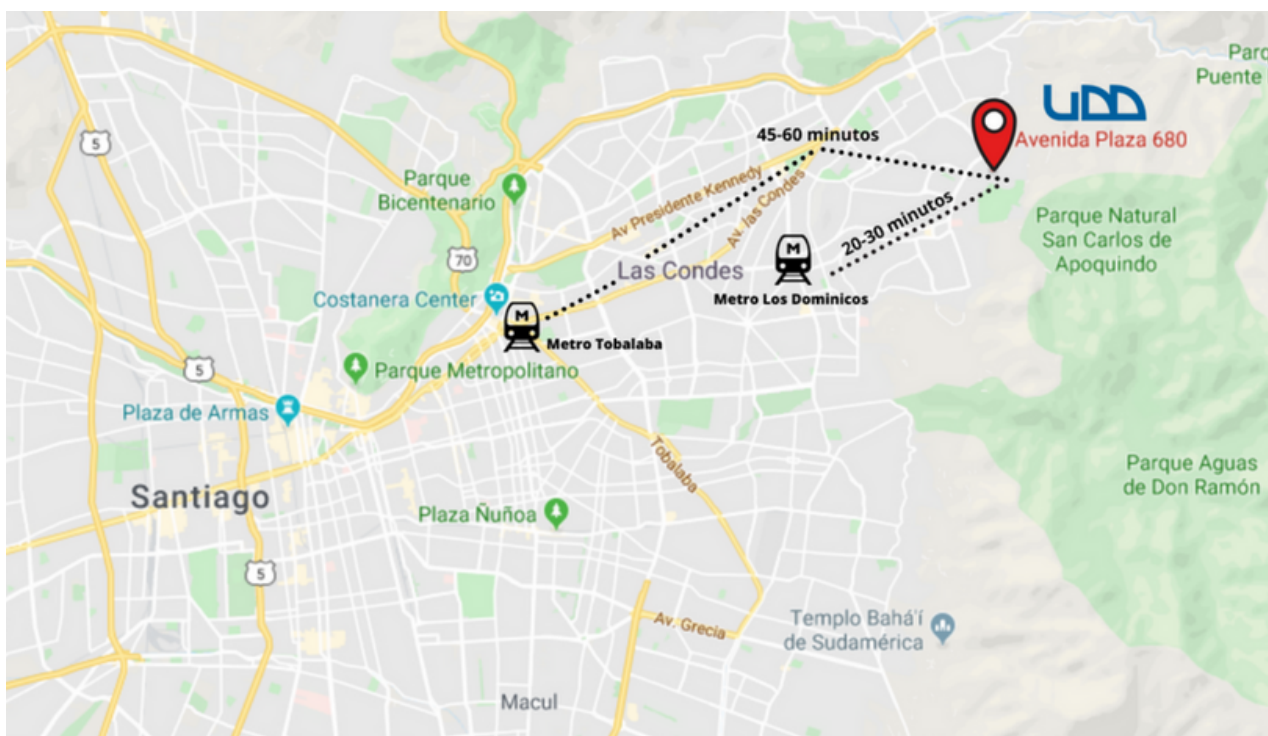 Parq
Puente
UDD
Avenida Plaza 680
45-60 minutos
Parque
Bicentenario
Av Presidente Kennedy
Av. las Condes
20-30 minutos
Parque Natural
San Carlos de
Apoquindo
70
Las Condes
M
Metro Los Dominicos
Costanera Center
M
Metro Tobalaba
5
5
Parque Metropolitano
Plaza de Armas
Tobalaba
Parque Aguas
de Don Ramón
Santiago
Plaza Ñuñoa
5
Av. Grecia
Templo Bahá'í
de Sudamérica
Macul